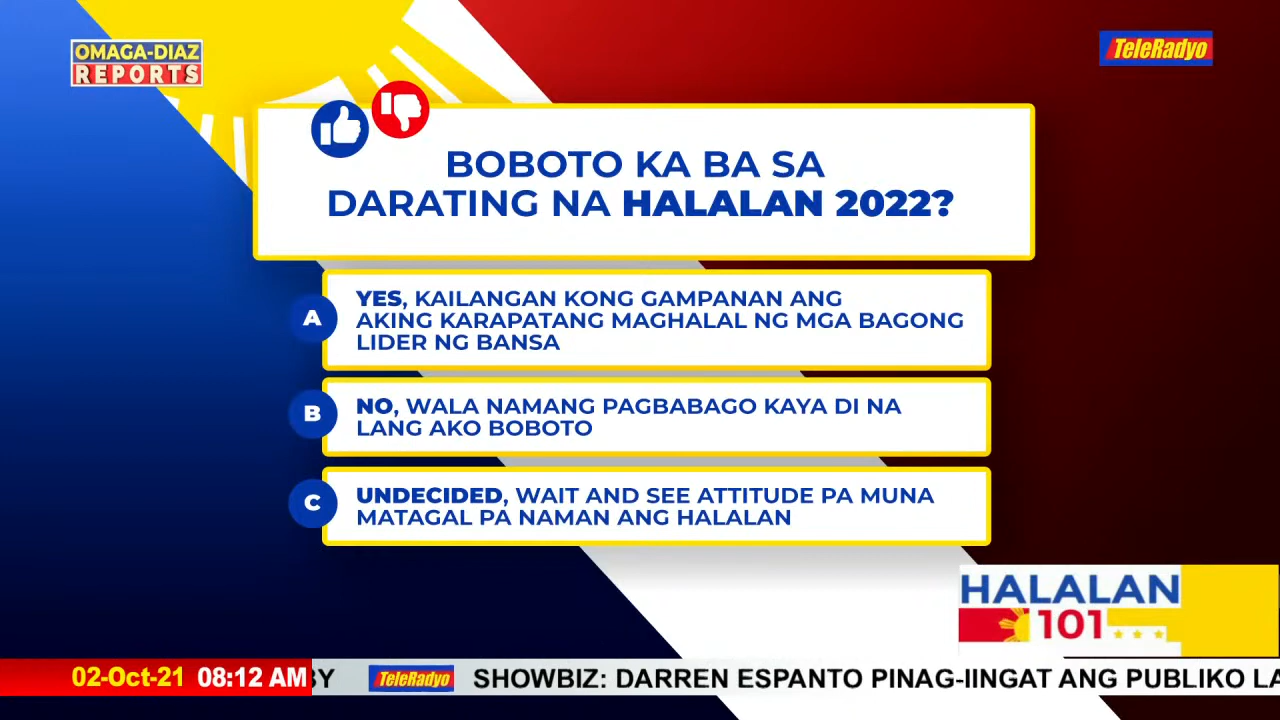 OMAGA-DIAZ
REPORTS
TeleRadyo
BOBOTO KA BA SA
DARATING NA HALALAN 2022?
A
YES, KAILANGAN KONG GAMPANAN ANG
AKING KARAPATANG MAGHALAL NG MGA BAGONG
LIDER NG BANSA
B
NO, WALA NAMANG PAGBABAGO KAYA DI NA
LANG AKO BOBOTO
C
UNDECIDED, WAIT AND SEE ATTITUDE PA MUNA
MATAGAL PA NAMAN ANG HALALAN
HALALAN
101
02-Oct-21 08:12 AM TeleRadyo SHOWBIZ: DARREN ESPANTO PINAG-IINGAT ANG PUBLIKO LA